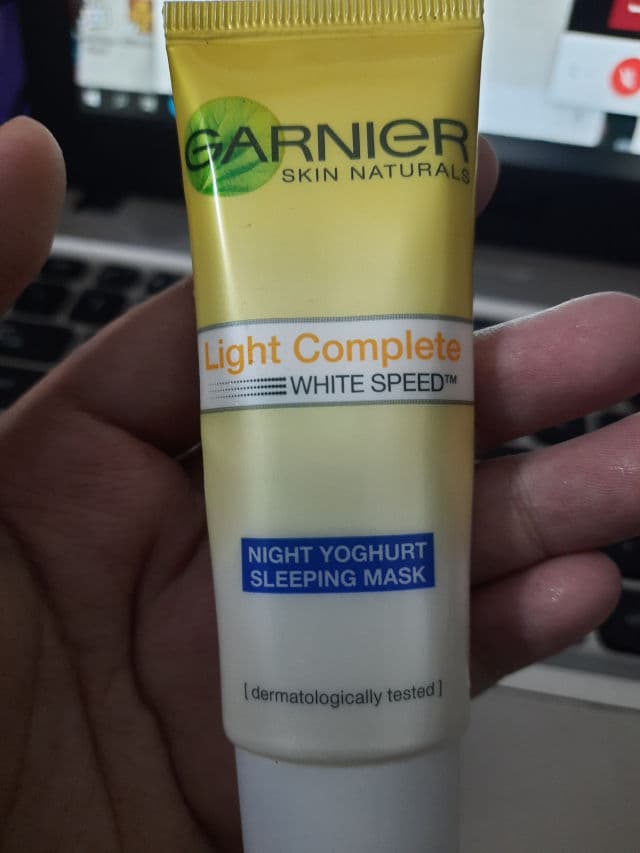 GARNIER
SKIN NATURALS
Light Complete
WHITE SPEED™
NIGHT YOGHURT
SLEEPING MASK
[ dermatologically tested ]